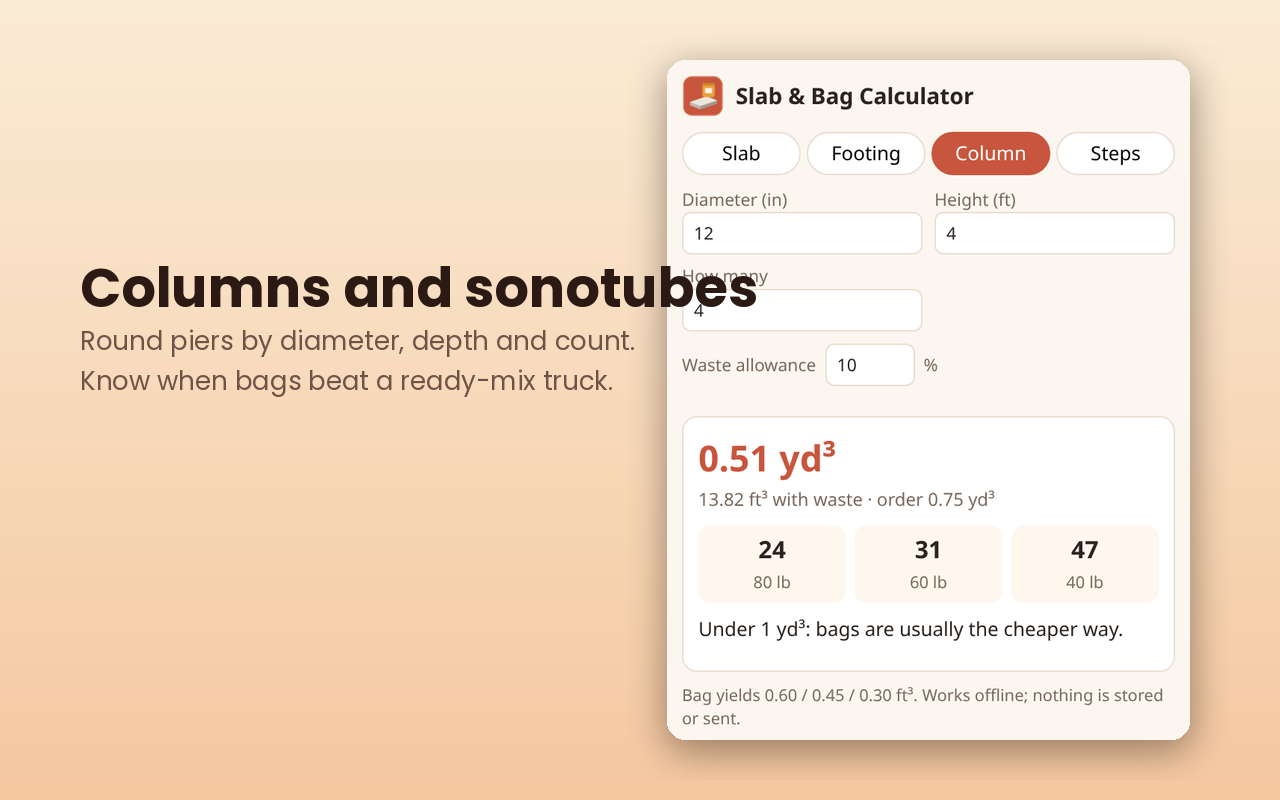 Columns and sonotubes
Round piers by diameter, depth and count.
Know when bags beat a ready-mix truck.
Slab & Bag Calculator
Slab Footing Column Steps
Diameter (in) Height (ft)
12 4
How many
4
Waste allowance 10 %
0.51 yd³
13.82 ft³ with waste · order 0.75 yd³
24 31 47
80 lb 60 lb 40 lb
Under 1 yd³: bags are usually the cheaper way.
Bag yields 0.60 / 0.45 / 0.30 ft³. Works offline; nothing is stored
or sent.